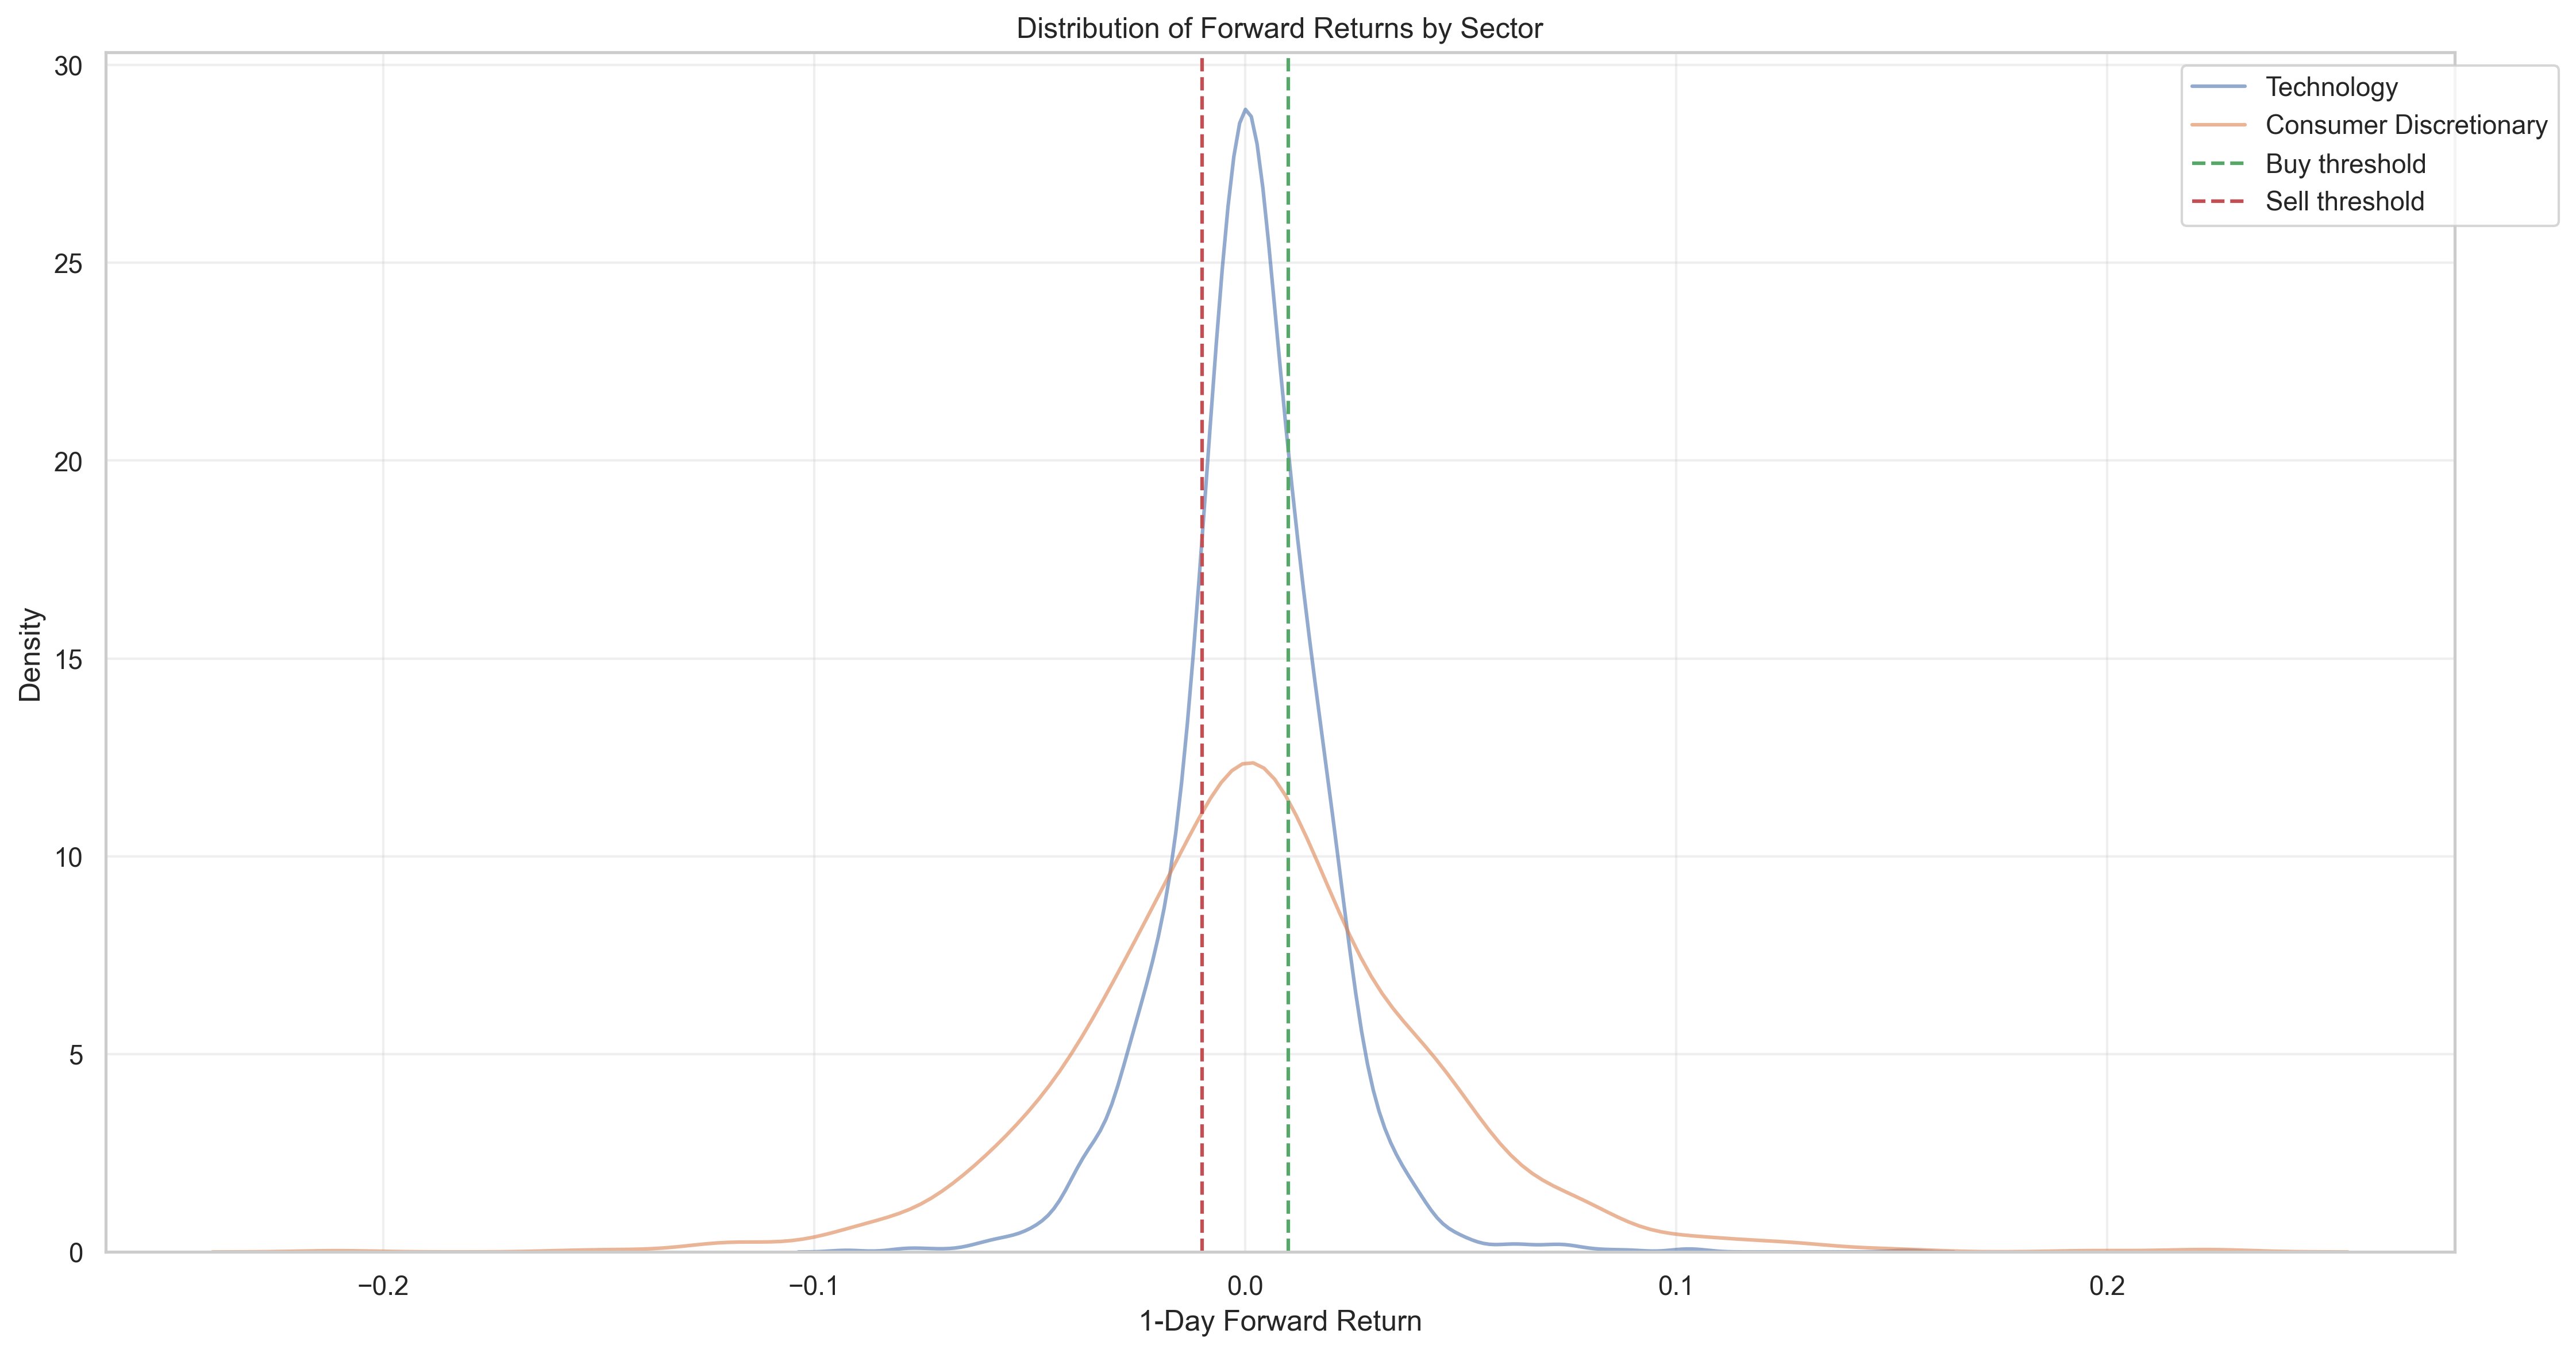 Distribution of Forward Returns by Sector
30
25
20
15
10
5
0
Density
Technology
Consumer Discretionary
Buy threshold
Sell threshold
−0.2
−0.1
0.0
0.1
0.2
1-Day Forward Return